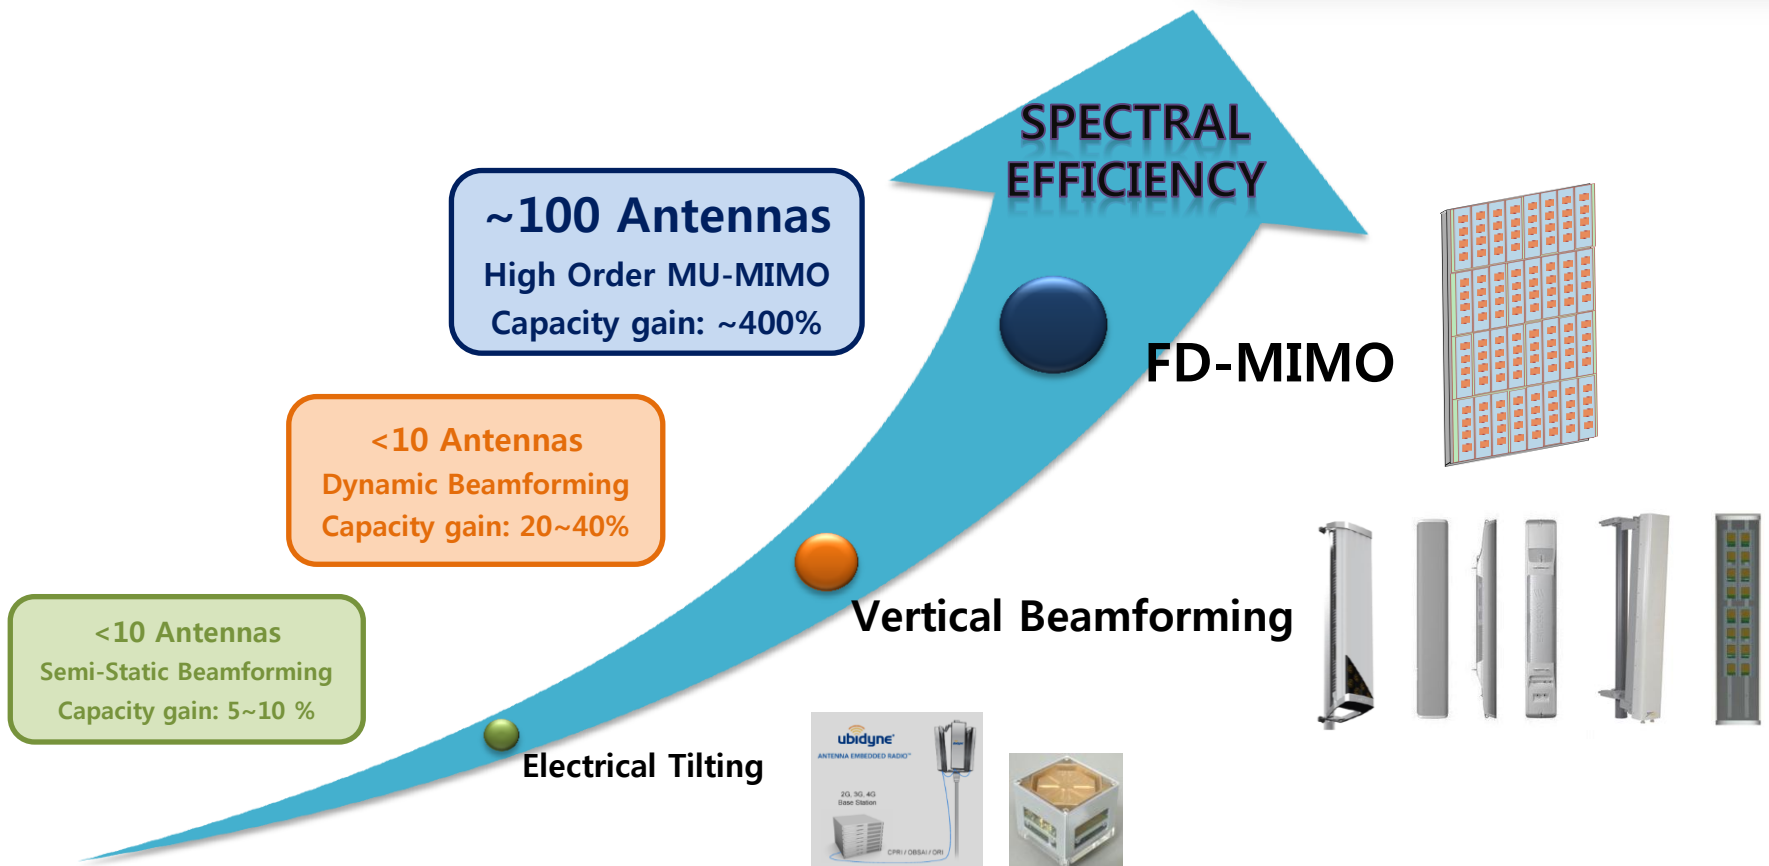 SPECTRAL
EFFICIENCY
~100 Antennas
High Order MU-MIMO
Capacity gain: ~400%
FD-MIMO
<10 Antennas
Dynamic Beamforming
Capacity gain: 20~40%
Vertical Beamforming
<10 Antennas
Semi-Static Beamforming
Capacity gain: 5~10 %
Electrical Tilting
ubidyne
ANTENNA EMBEDDED RADIO™
2G, 3G, 4G
Base Station
CPRI / OBSAI / ORI